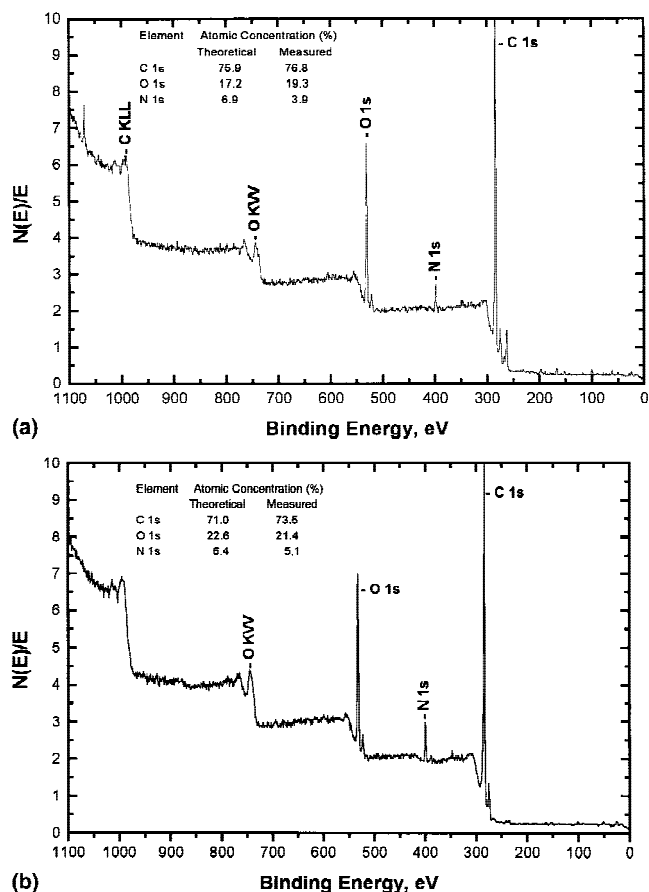 10
9
8
7
6
5
4
3
2
1
0
N(E)/E
Element Atomic Concentration (%)
Theoretical Measured
C 1s 75.9 76.8
O 1s 17.2 19.3
N 1s 6.9 3.9
C KLL
O KVV
O 1s
N 1s
C 1s
1100 1000 900 800 700 600 500 400 300 200 100 0
(a) Binding Energy, eV
10
9
8
7
6
5
4
3
2
1
0
N(E)/E
Element Atomic Concentration (%)
Theoretical Measured
C 1s 71.0 73.5
O 1s 22.6 21.4
N 1s 6.4 5.1
O KVV
O 1s
N 1s
C 1s
1100 1000 900 800 700 600 500 400 300 200 100 0
(b) Binding Energy, eV